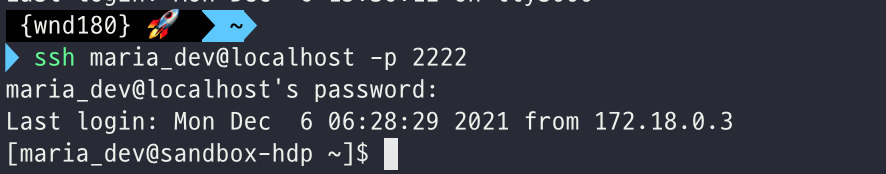 {wnd180} 🚀 ~
ssh maria_dev@localhost -p 2222
maria_dev@localhost's password:
Last login: Mon Dec  6 06:28:29 2021 from 172.18.0.3
[maria_dev@sandbox-hdp ~]$